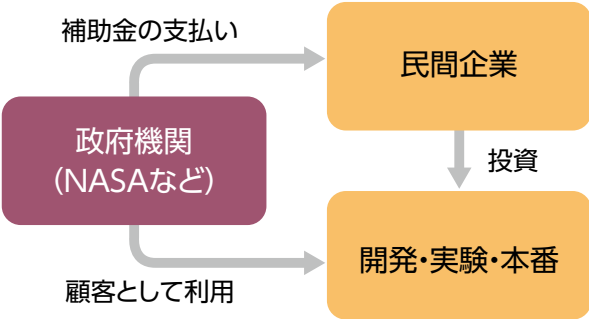 補助金の支払い
民間企業
政府機関
(NASAなど)
投資
開発・実験・本番
顧客として利用